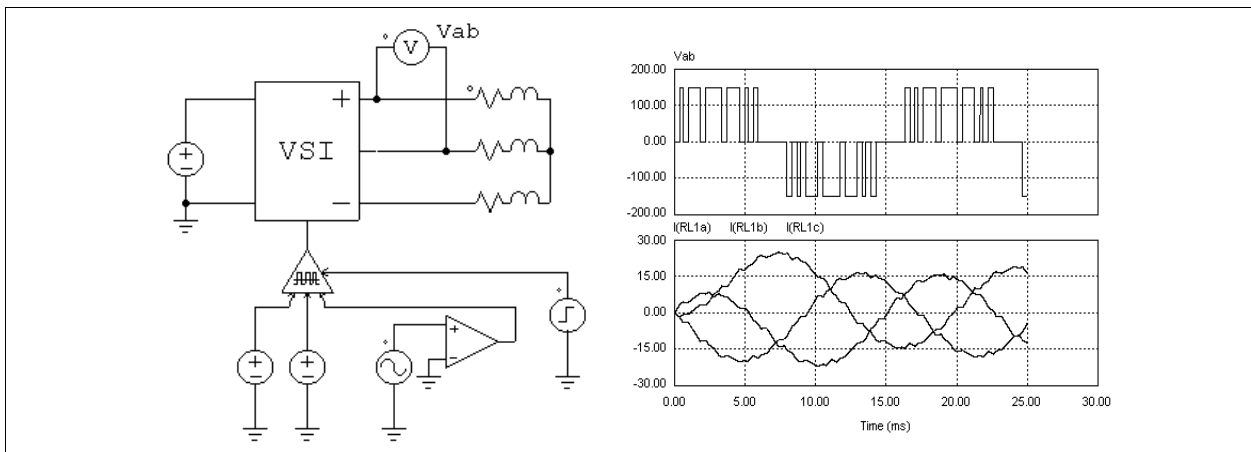 Vab
V
VSI
Vab
200.00
100.00
0.00
-100.00
-200.00
I(RL1a) I(RL1b) I(RL1c)
30.00
15.00
0.00
-15.00
-30.00
0.00 5.00 10.00 15.00 20.00 25.00 30.00
Time (ms)